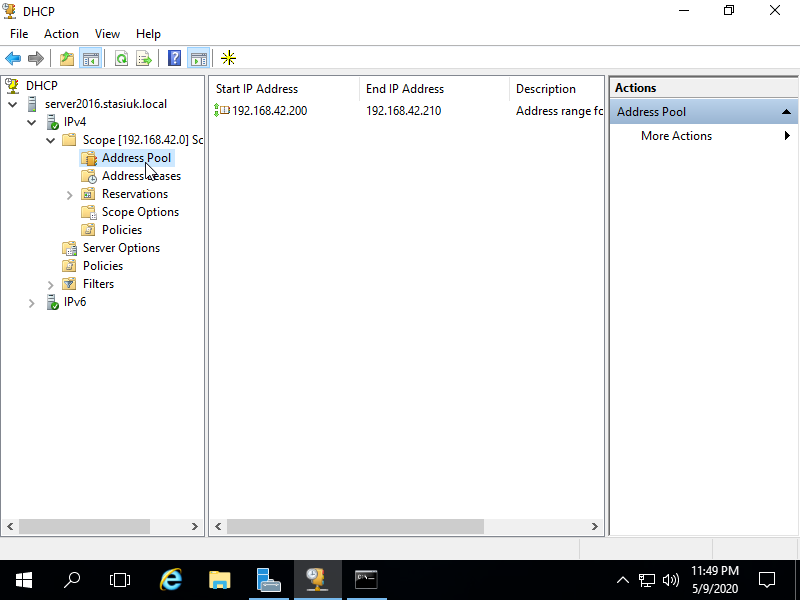 DHCP
File Action View Help
DHCP
server2016.stasiuk.local
IPv4
Scope [192.168.42.0] Sc
Address Pool
Address Leases
Reservations
Scope Options
Policies
Server Options
Policies
Filters
IPv6
Start IP Address End IP Address Description
192.168.42.200 192.168.42.210 Address range fo
Actions
Address Pool
More Actions
11:49 PM
5/9/2020